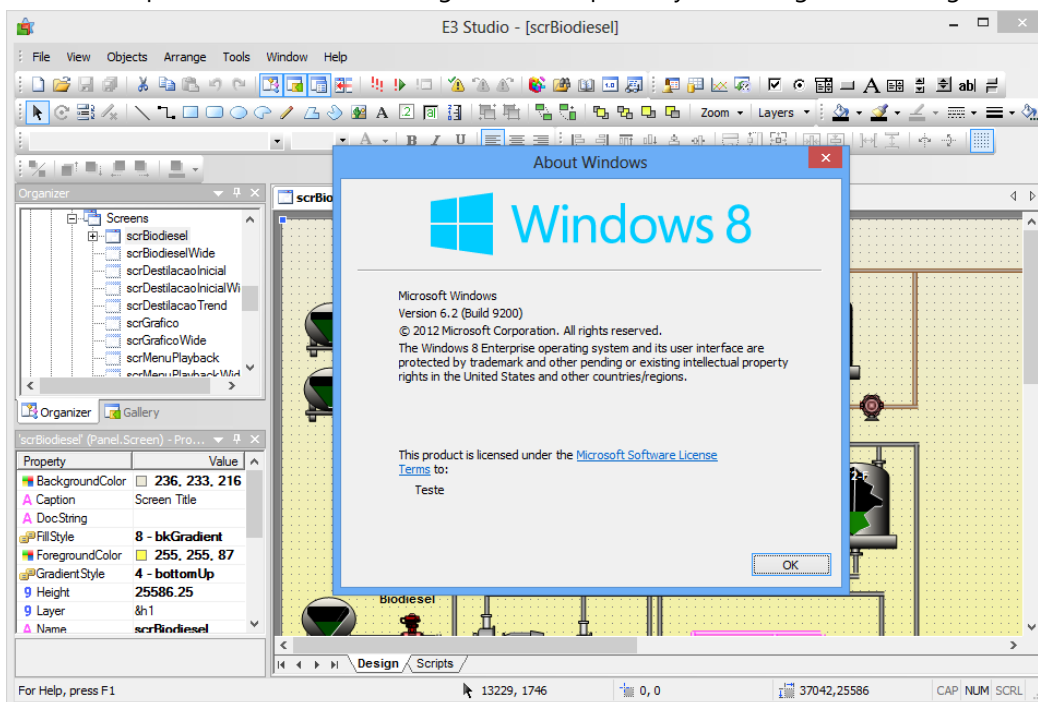 E3 Studio - [scrBiodiesel]
File View Objects Arrange Tools Window Help
Zoom Layers
Organizer
Screens
scrBiodiesel
scrBiodieselWide
scrDestilacaoInicial
scrDestilacaoInicialWi
scrDestilacaoTrend
scrGrafico
scrGraficoWide
scrMenuPlayback
scrMenuPlaybackWid
Organizer Gallery
'scrBiodiesel' (Panel.Screen) - Pro...
Property Value
BackgroundColor 236, 233, 216
Caption Screen Title
DocString
FillStyle 8 - bkGradient
ForegroundColor 255, 255, 87
GradientStyle 4 - bottomUp
Height 25586.25
Layer &h1
Name scrBiodiesel
scrBio
About Windows
Windows 8
Microsoft Windows
Version 6.2 (Build 9200)
© 2012 Microsoft Corporation. All rights reserved.
The Windows 8 Enterprise operating system and its user interface are
protected by trademark and other pending or existing intellectual property
rights in the United States and other countries/regions.
This product is licensed under the Microsoft Software License
Terms to:
Teste
OK
Biodiesel
Design Scripts
For Help, press F1
13229, 1746
0, 0
37042,25586
CAP NUM SCRL